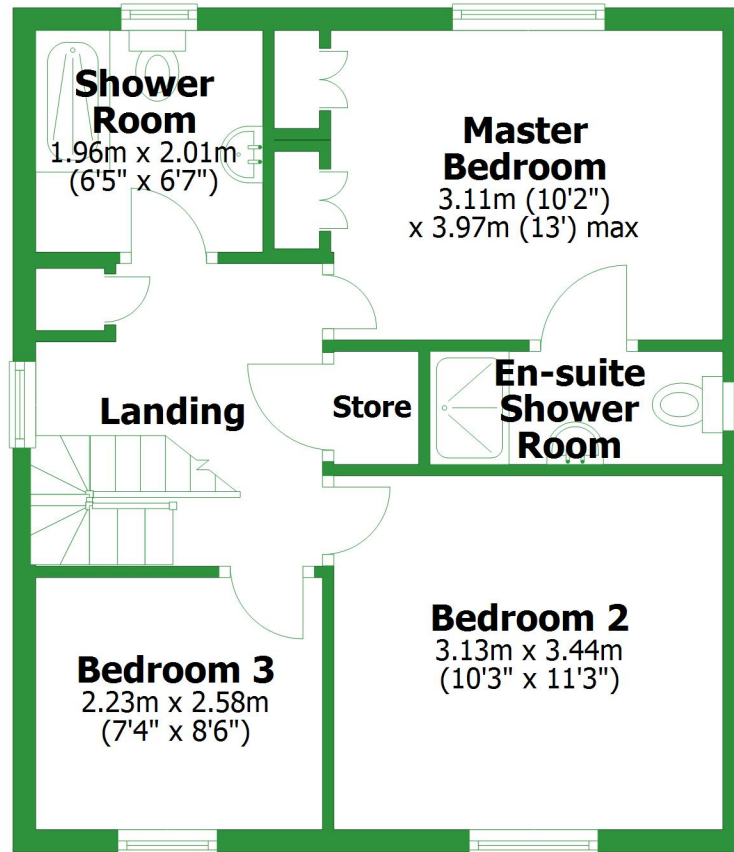 Shower
Room
1.96m x 2.01m
(6'5" x 6'7")
Master
Bedroom
3.11m (10'2")
x 3.97m (13') max
Landing
Store
En-suite
Shower
Room
Bedroom 3
2.23m x 2.58m
(7'4" x 8'6")
Bedroom 2
3.13m x 3.44m
(10'3" x 11'3")